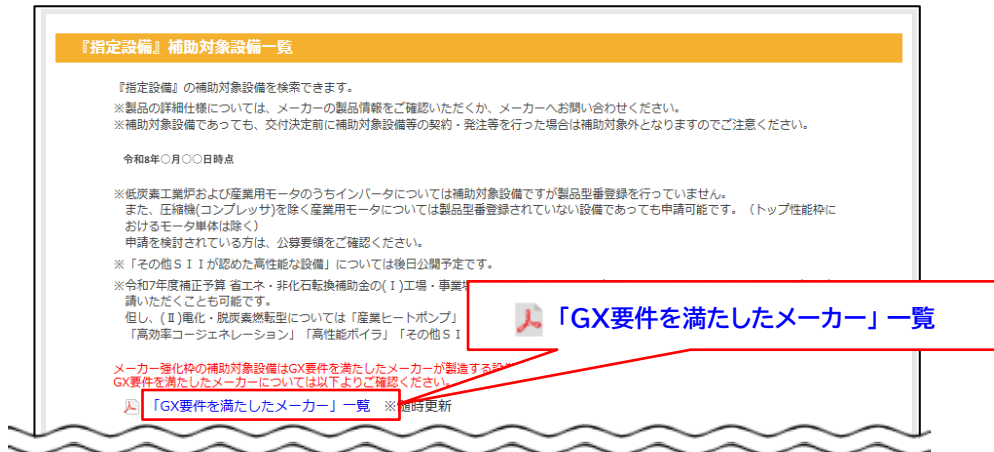 『指定設備』補助対象設備一覧
『指定設備』の補助対象設備を検索できます。
※製品の詳細仕様については、メーカーの製品情報をご確認いただくか、メーカーへお問い合わせください。
※補助対象設備であっても、交付決定前に補助対象設備等の契約・発注等を行った場合は補助対象外となりますのでご注意ください。
令和8年○月○○日時点
※低炭素工業炉および産業用モータのうちインバータについては補助対象設備ですが製品型番登録を行っていません。
また、圧縮機(コンプレッサ)を除く産業用モータについては製品型番登録されていない設備であっても申請可能です。（トップ性能枠に
おけるモータ単体は除く）
申請を検討されている方は、公募要領をご確認ください。
※「その他ＳＩＩが認めた高性能な設備」については後日公開予定です。
※令和7年度補正予算 省エネ・非化石転換補助金の(Ⅰ)工場・事業
請いただくことも可能です。
但し、(Ⅱ)電化・脱炭素燃転型については「産業ヒートポンプ」
「高効率コージェネレーション」「高性能ボイラ」「その他ＳＩ
「GX要件を満たしたメーカー」一覧
メーカー強化枠の補助対象設備はGX要件を満たしたメーカーが製造する設
GX要件を満たしたメーカーについては以下よりご確認ください。
「GX要件を満たしたメーカー」一覧 ※随時更新